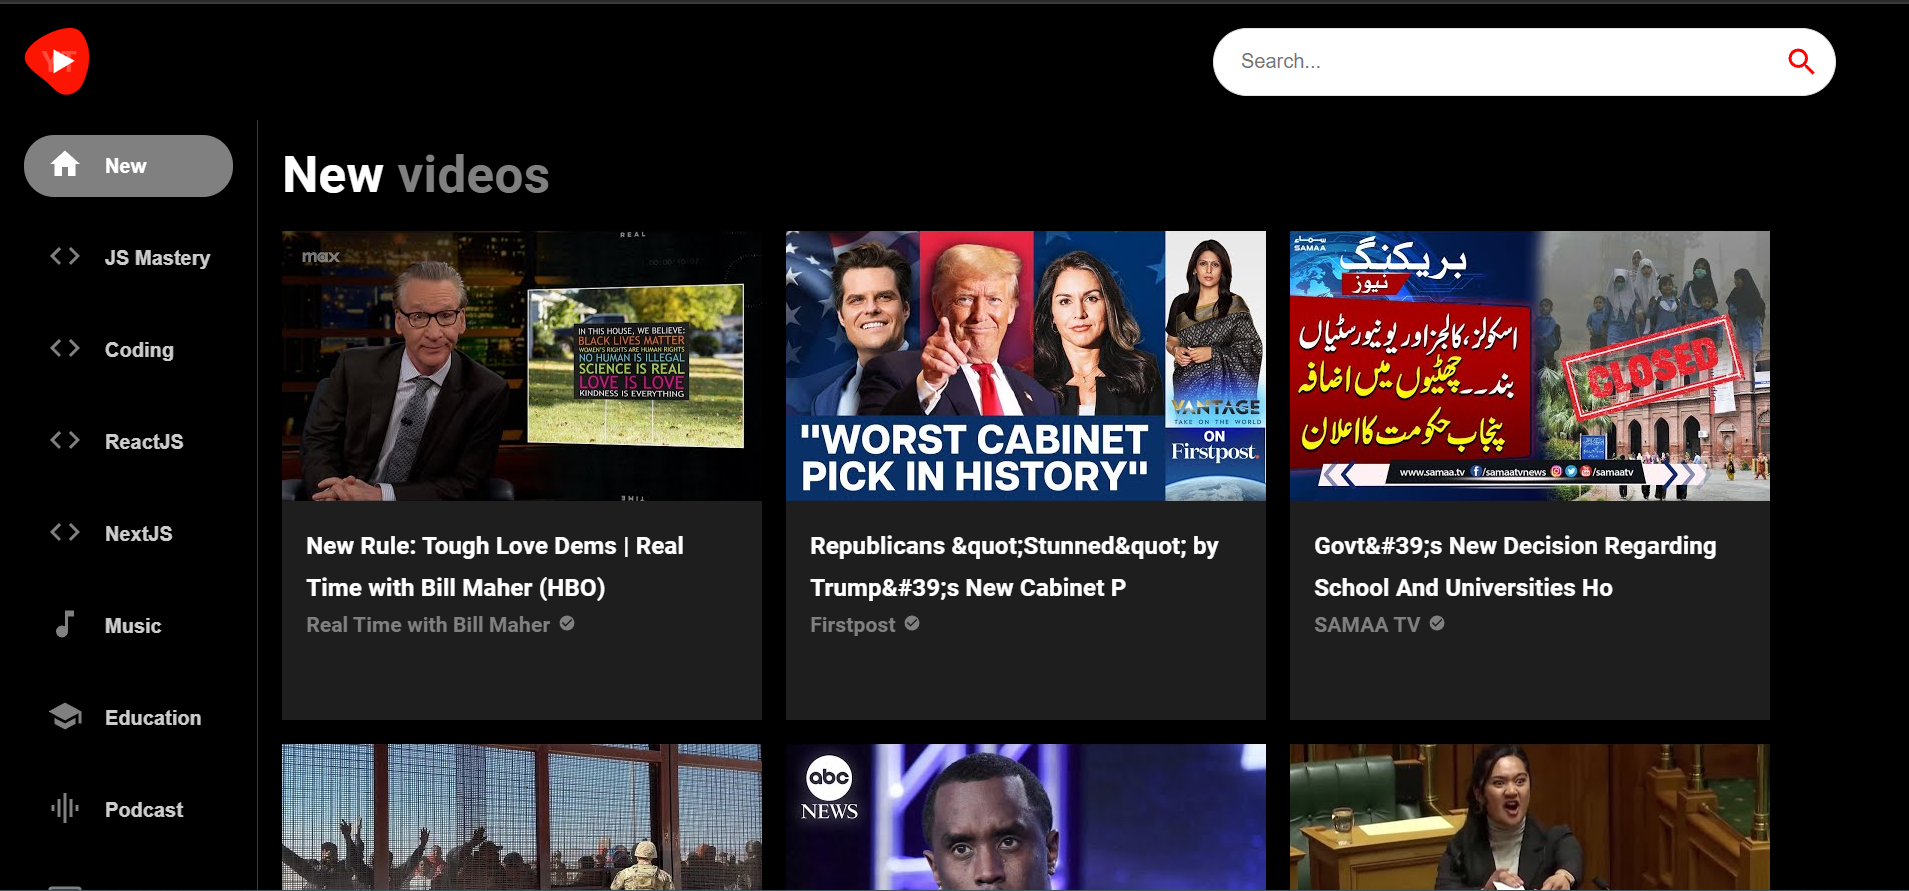 YT
Search...
New
JS Mastery
Coding
ReactJS
NextJS
Music
Education
Podcast
New videos
REAL
max
IN THIS HOUSE, WE BELIEVE:
BLACK LIVES MATTER
WOMEN'S RIGHTS ARE HUMAN RIGHTS
NO HUMAN IS ILLEGAL
SCIENCE IS REAL
LOVE IS LOVE
KINDNESS IS EVERYTHING
New Rule: Tough Love Dems | Real
Time with Bill Maher (HBO)
Real Time with Bill Maher
"WORST CABINET
PICK IN HISTORY"
VANTAGE
TAKE ON THE WORLD
ON
Firstpost.
Republicans &quot;Stunned&quot; by
Trump&#39;s New Cabinet P
Firstpost
سماء
SAMAA
بریکنگ
نیوز
اسکولز، کالجز اور یونیورسٹیاں
بند۔۔چھٹیوں میں اضافہ
پنجاب حکومت کا اعلان
CLOSED
www.samaa.tv /samaatvnews /samaatv
Govt&#39;s New Decision Regarding
School And Universities Ho
SAMAA TV
abc
NEWS